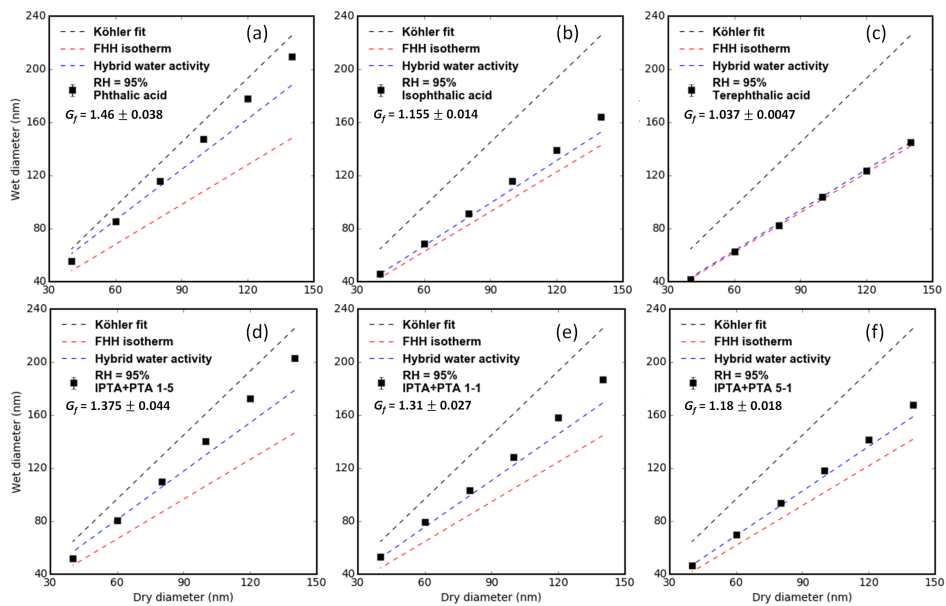 240
200
160
120
80
40
Wet diameter (nm)
Köhler fit
FHH isotherm
Hybrid water activity
RH = 95%
Phthalic acid
Gf = 1.46 ± 0.038
(a)
30 60 90 120 150
Köhler fit
FHH isotherm
Hybrid water activity
RH = 95%
Isophthalic acid
Gf = 1.155 ± 0.014
(b)
240
200
160
120
80
40
30 60 90 120 150
Köhler fit
FHH isotherm
Hybrid water activity
RH = 95%
Terephthalic acid
Gf = 1.037 ± 0.0047
(c)
240
200
160
120
80
40
30 60 90 120 150
240
200
160
120
80
40
Wet diameter (nm)
Köhler fit
FHH isotherm
Hybrid water activity
RH = 95%
IPTA+PTA 1-5
Gf = 1.375 ± 0.044
(d)
30 60 90 120 150
Dry diameter (nm)
240
200
160
120
80
40
Köhler fit
FHH isotherm
Hybrid water activity
RH = 95%
IPTA+PTA 1-1
Gf = 1.31 ± 0.027
(e)
30 60 90 120 150
Dry diameter (nm)
240
200
160
120
80
40
Köhler fit
FHH isotherm
Hybrid water activity
RH = 95%
IPTA+PTA 5-1
Gf = 1.18 ± 0.018
(f)
30 60 90 120 150
Dry diameter (nm)